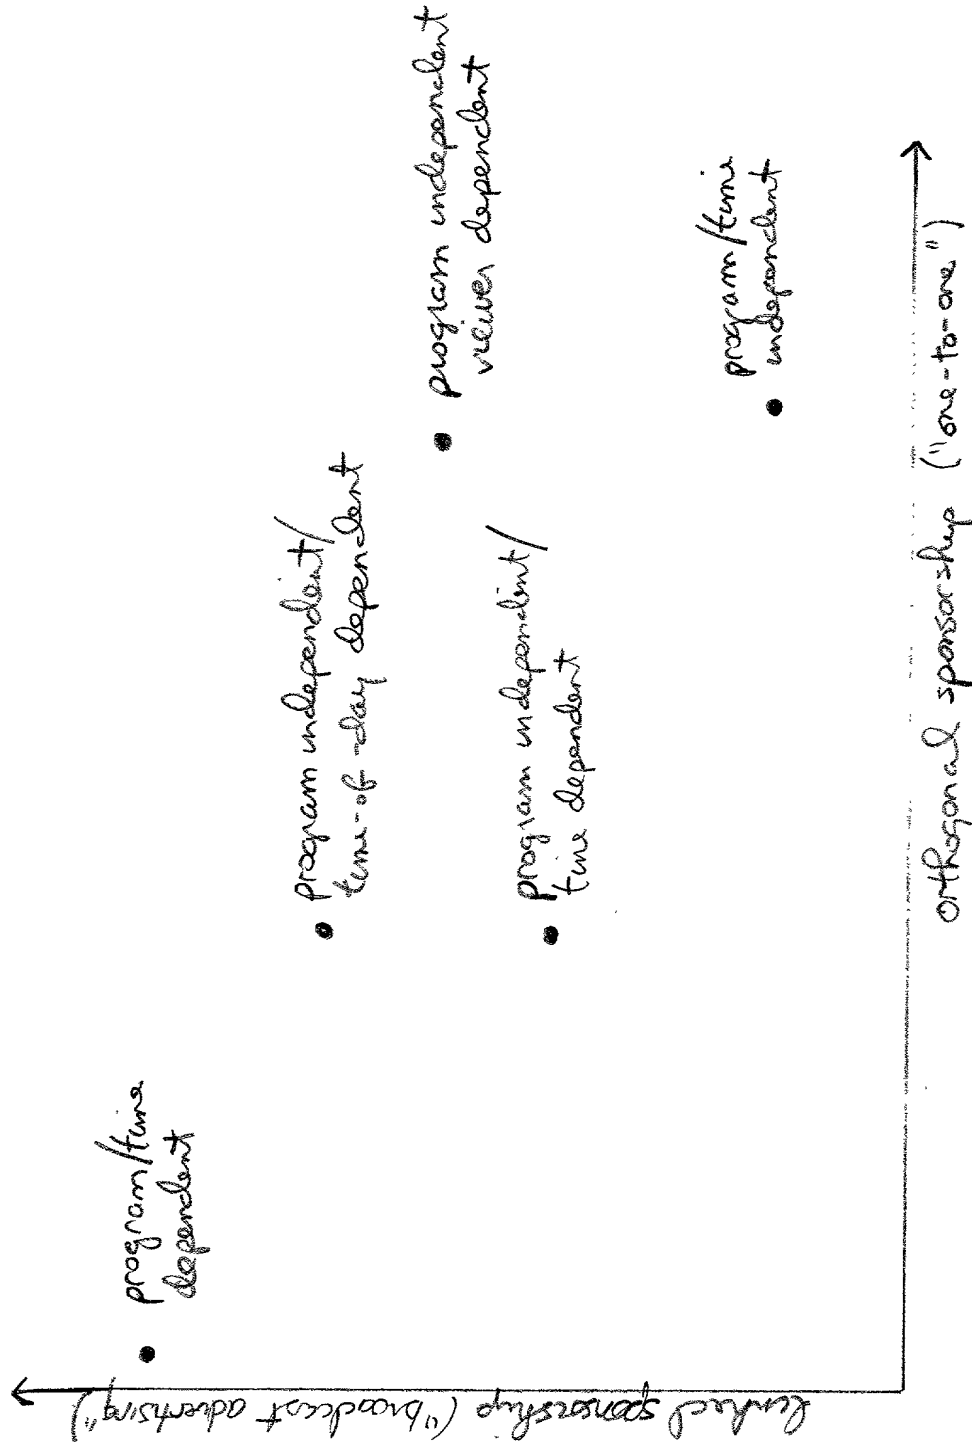 program/time
dependent
program independent/
time-of-day dependent
program independent/
time dependent
program independent
viewer dependent
program/time
independent
linked sponsorship ("broadcast advertising")
orthogonal sponsorship ("one-to-one")